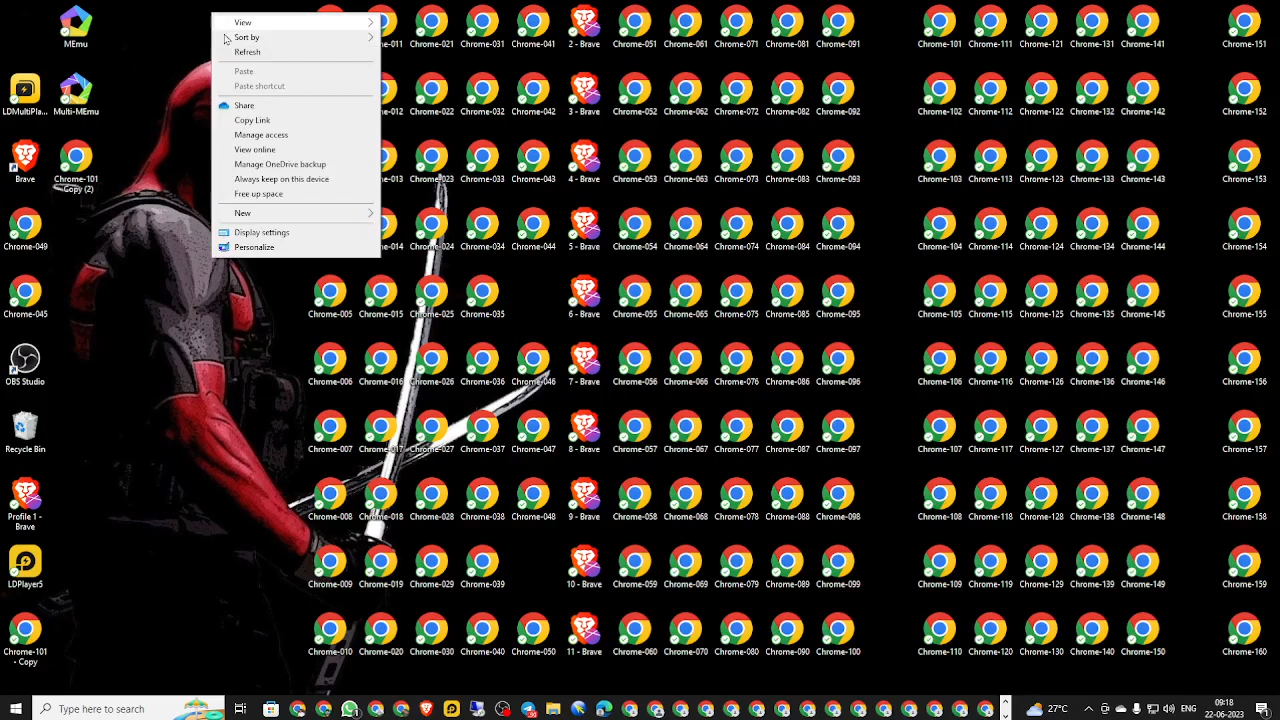 View
Sort by
Refresh
Paste
Paste shortcut
Share
Copy Link
Manage access
View online
Manage OneDrive backup
Always keep on this device
Free up space
New
Display settings
Personalize
MEmu -011 Chrome-021 Chrome-031 Chrome-041 2 - Brave Chrome-051 Chrome-061 Chrome-071 Chrome-081 Chrome-091 Chrome-101 Chrome-111 Chrome-121 Chrome-131 Chrome-141 Chrome-151
LDMultiPla... Multi-MEmu -012 Chrome-022 Chrome-032 Chrome-042 3 - Brave Chrome-052 Chrome-062 Chrome-072 Chrome-082 Chrome-092 Chrome-102 Chrome-112 Chrome-122 Chrome-132 Chrome-142 Chrome-152
Brave Chrome-101 -013 Chrome-023 Chrome-033 Chrome-043 4 - Brave Chrome-053 Chrome-063 Chrome-073 Chrome-083 Chrome-093 Chrome-103 Chrome-113 Chrome-123 Chrome-133 Chrome-143 Chrome-153
Copy (2)
Chrome-049 -014 Chrome-024 Chrome-034 Chrome-044 5 - Brave Chrome-054 Chrome-064 Chrome-074 Chrome-084 Chrome-094 Chrome-104 Chrome-114 Chrome-124 Chrome-134 Chrome-144 Chrome-154
Chrome-045 Chrome-005 Chrome-015 Chrome-025 Chrome-035 6 - Brave Chrome-055 Chrome-065 Chrome-075 Chrome-085 Chrome-095 Chrome-105 Chrome-115 Chrome-125 Chrome-135 Chrome-145 Chrome-155
OBS Studio Chrome-006 Chrome-016 Chrome-026 Chrome-036 Chrome-046 7 - Brave Chrome-056 Chrome-066 Chrome-076 Chrome-086 Chrome-096 Chrome-106 Chrome-116 Chrome-126 Chrome-136 Chrome-146 Chrome-156
Recycle Bin Chrome-007 Chrome-017 Chrome-027 Chrome-037 Chrome-047 8 - Brave Chrome-057 Chrome-067 Chrome-077 Chrome-087 Chrome-097 Chrome-107 Chrome-117 Chrome-127 Chrome-137 Chrome-147 Chrome-157
Profile 1 - Chrome-008 Chrome-018 Chrome-028 Chrome-038 Chrome-048 9 - Brave Chrome-058 Chrome-068 Chrome-078 Chrome-088 Chrome-098 Chrome-108 Chrome-118 Chrome-128 Chrome-138 Chrome-148 Chrome-158
Brave
LDPlayer5 Chrome-009 Chrome-019 Chrome-029 Chrome-039 10 - Brave Chrome-059 Chrome-069 Chrome-079 Chrome-089 Chrome-099 Chrome-109 Chrome-119 Chrome-129 Chrome-139 Chrome-149 Chrome-159
Chrome-101 Chrome-010 Chrome-020 Chrome-030 Chrome-040 Chrome-050 11 - Brave Chrome-060 Chrome-070 Chrome-080 Chrome-090 Chrome-100 Chrome-110 Chrome-120 Chrome-130 Chrome-140 Chrome-150 Chrome-160
- Copy
Type here to search 27°C ENG 09:18
22-06-2023